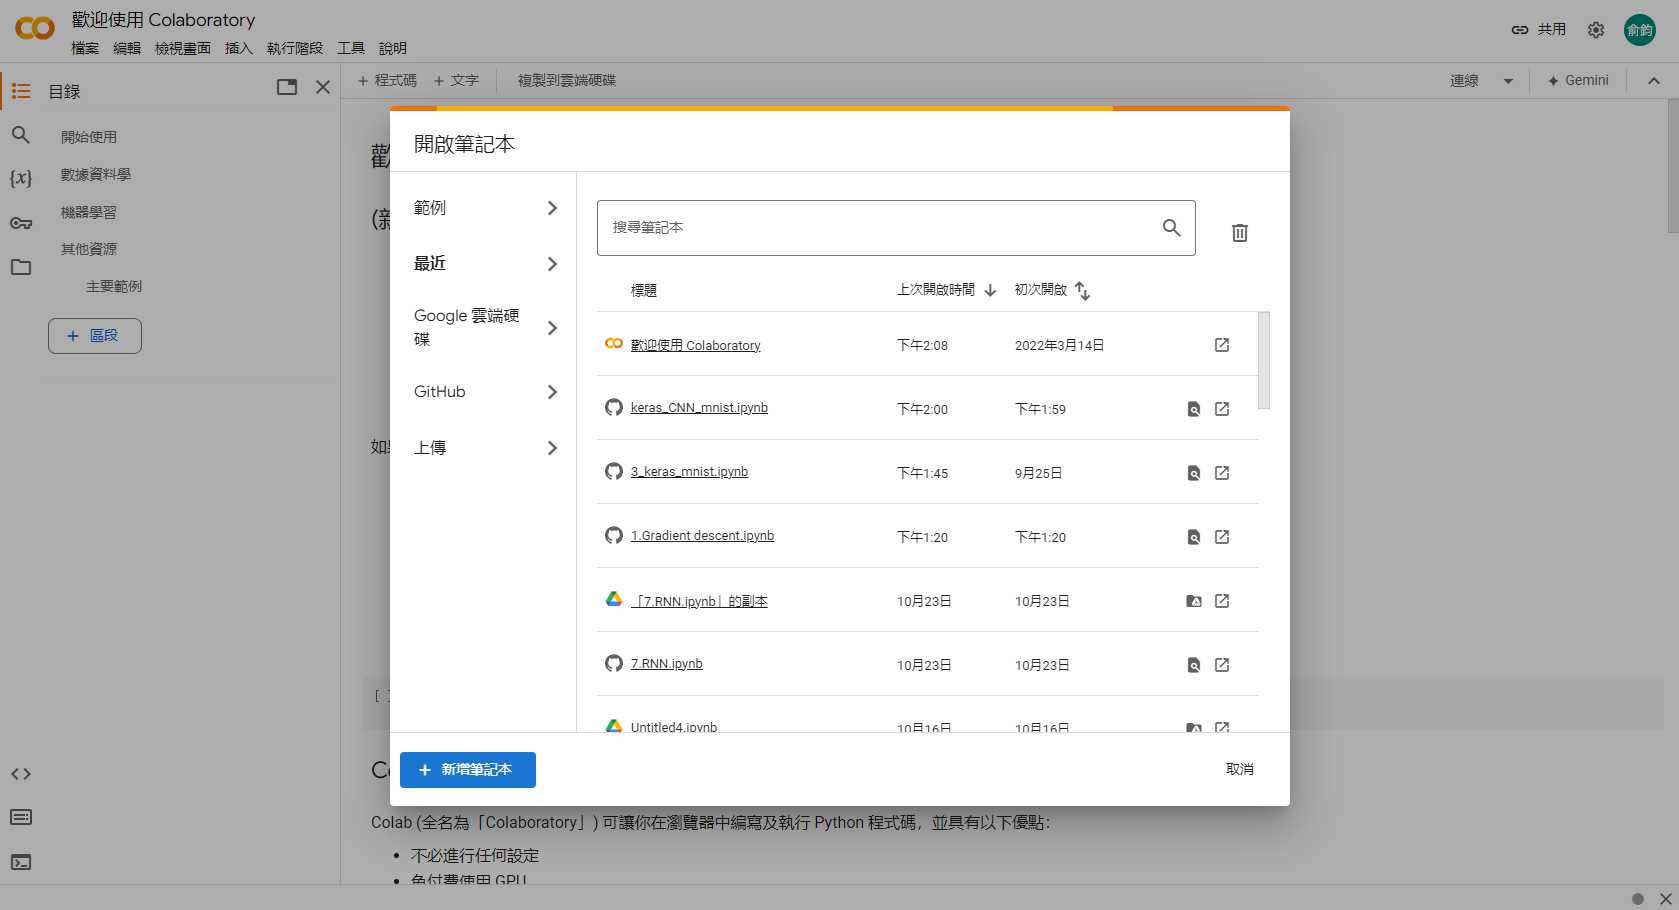 歡迎使用 Colaboratory
檔案 編輯 檢視畫面 插入 執行階段 工具 說明
共用
俞鈞
目錄
+ 程式碼 + 文字 複製到雲端硬碟
連線
Gemini
開始使用
數據資料學
機器學習
其他資源
主要範例
+ 區段
開啟筆記本
範例
最近
Google 雲端硬
碟
GitHub
上傳
搜尋筆記本
標題 上次開啟時間 初次開啟
歡迎使用 Colaboratory 下午2:08 2022年3月14日
keras_CNN_mnist.ipynb 下午2:00 下午1:59
3_keras_mnist.ipynb 下午1:45 9月25日
1.Gradient descent.ipynb 下午1:20 下午1:20
「7.RNN.ipynb」的副本 10月23日 10月23日
7.RNN.ipynb 10月23日 10月23日
Untitled4.ipynb 10月16日 10月16日
+ 新增筆記本
取消
Colab (全名為「Colaboratory」) 可讓你在瀏覽器中編寫及執行 Python 程式碼，並具有以下優點：
• 不必進行任何設定
• 免付費使用 GPU